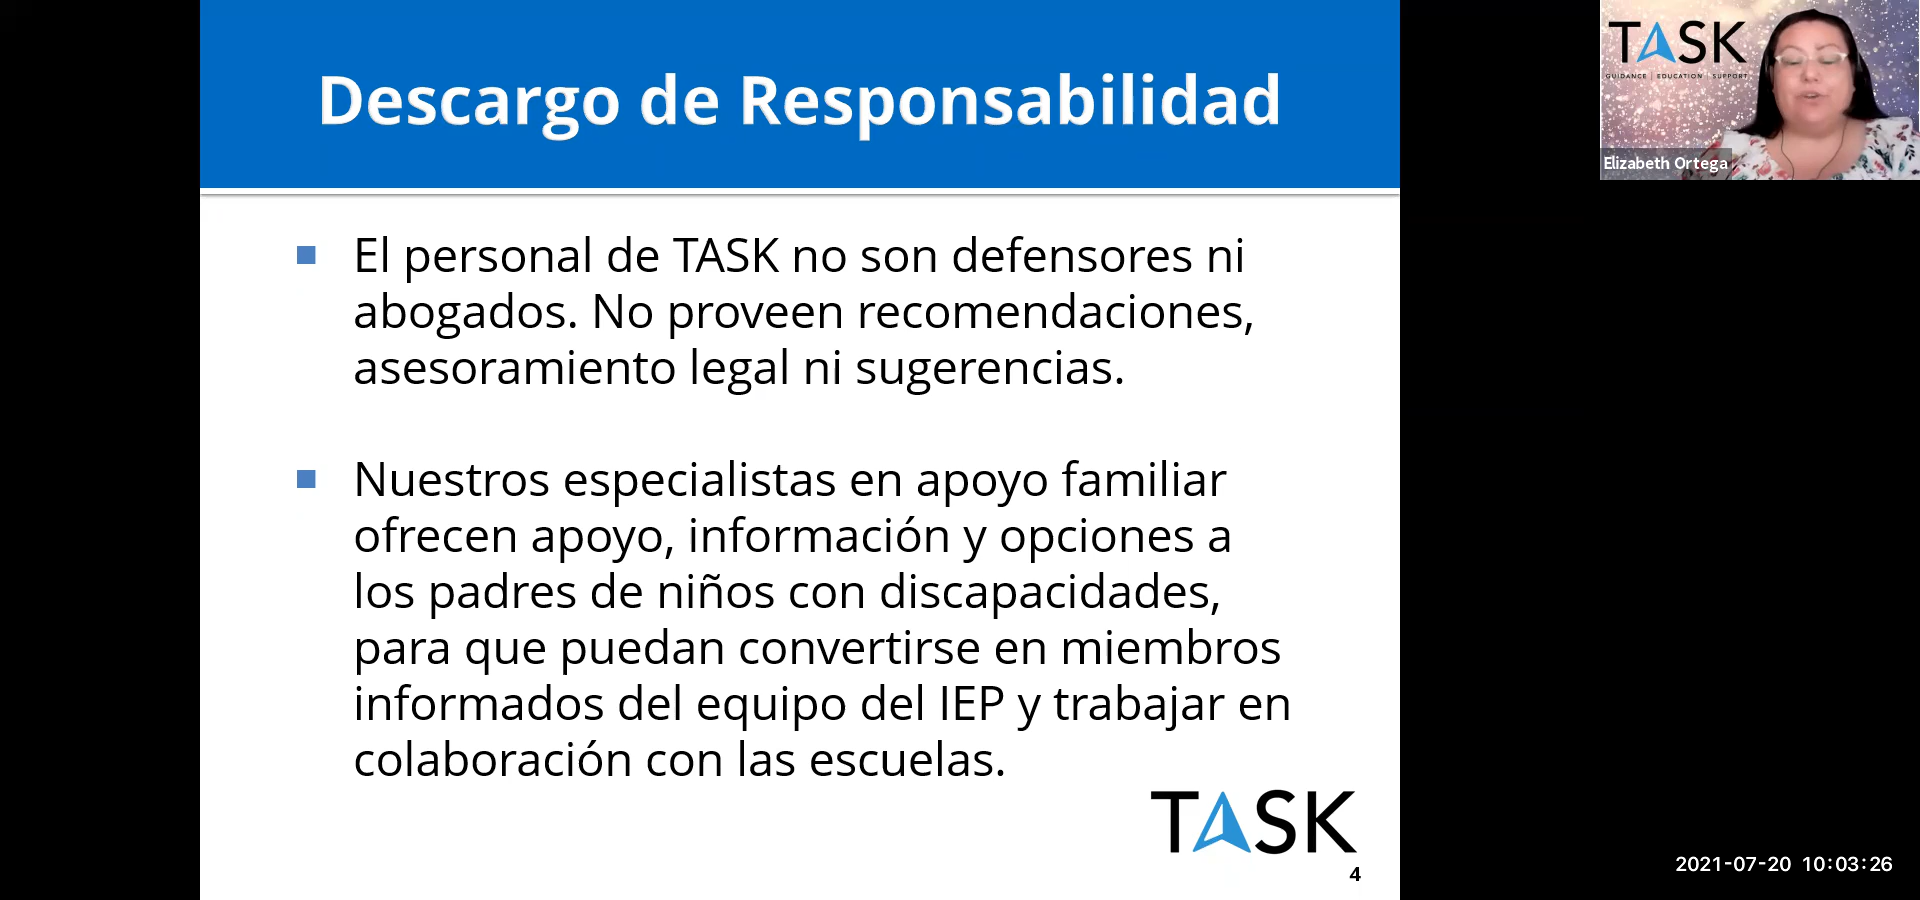 Descargo de Responsabilidad
El personal de TASK no son defensores ni
abogados. No proveen recomendaciones,
asesoramiento legal ni sugerencias.
Nuestros especialistas en apoyo familiar
ofrecen apoyo, información y opciones a
los padres de niños con discapacidades,
para que puedan convertirse en miembros
informados del equipo del IEP y trabajar en
colaboración con las escuelas.
TASK
4
TASK
GUIDANCE | EDUCATION | SUPPORT
Elizabeth Ortega
2021-07-20 10:03:26